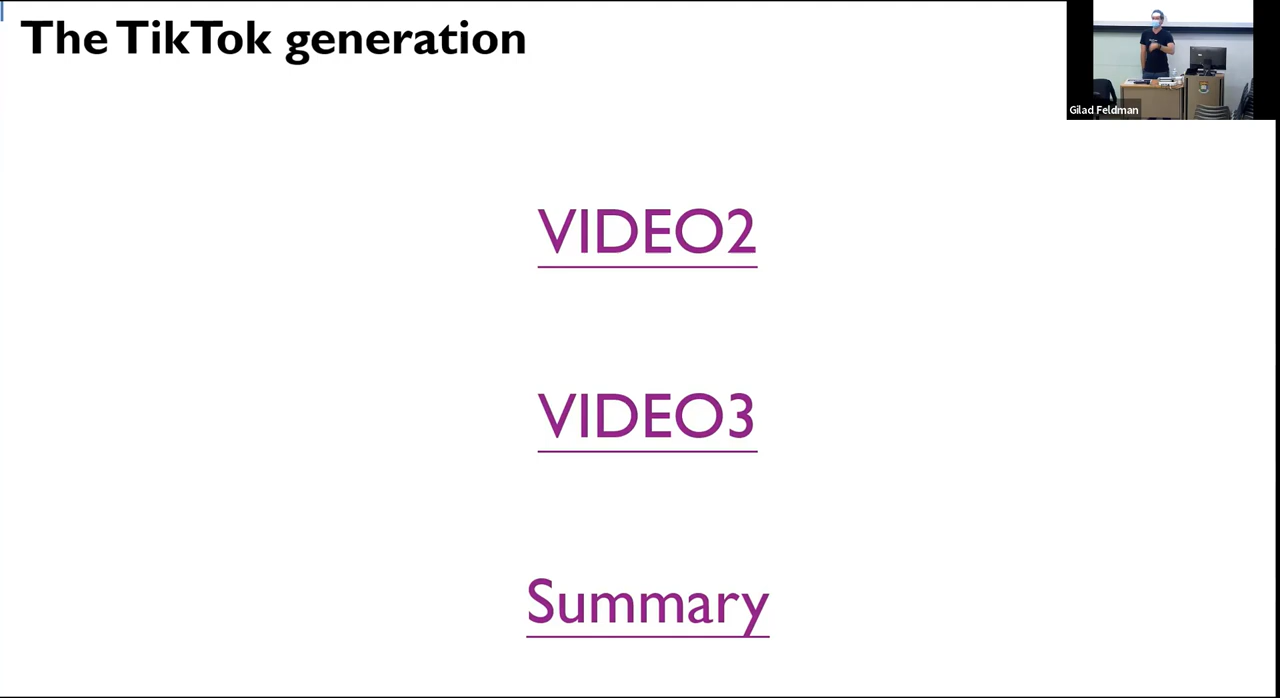 The TikTok generation
Gilad Feldman
VIDEO2
VIDEO3
Summary